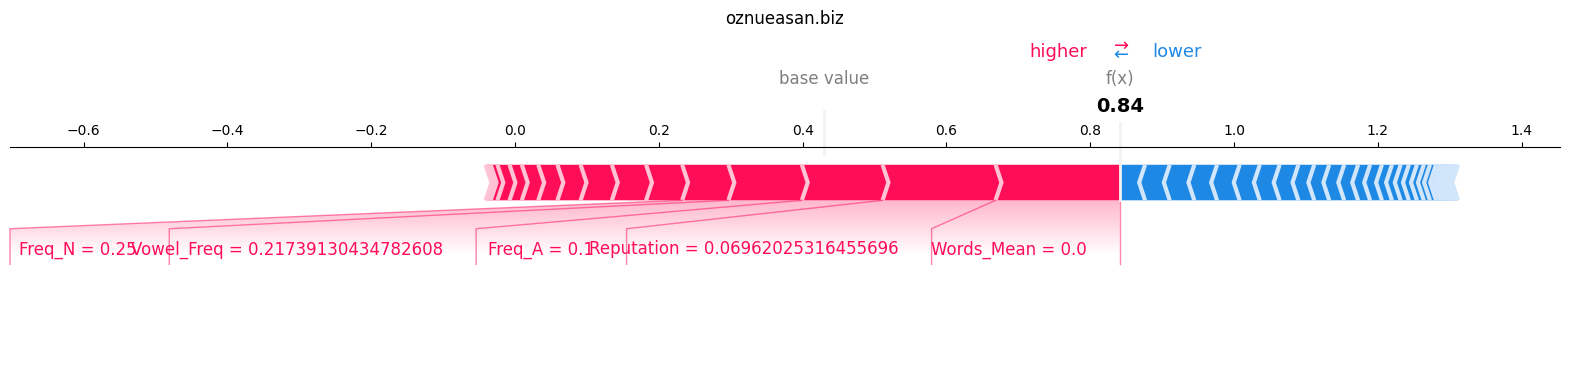 oznueasan.biz
higher ⇄ lower
base value f(x)
0.84
−0.6 −0.4 −0.2 0.0 0.2 0.4 0.6 0.8 1.0 1.2 1.4
Freq_N = 0.25 Vowel_Freq = 0.21739130434782608 Freq_A = 0.1 Reputation = 0.06962025316455696 Words_Mean = 0.0